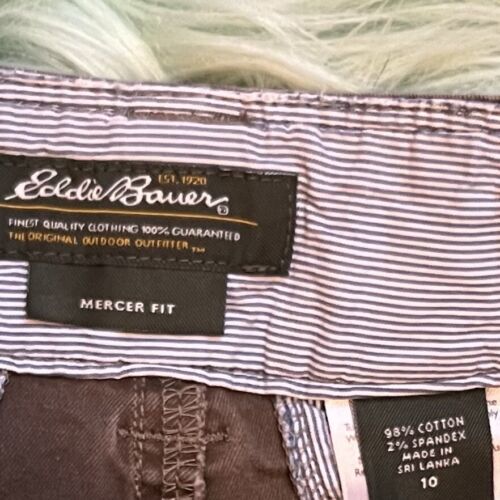 EST. 1920
Eddie Bauer®
FINEST QUALITY CLOTHING 100% GUARANTEED
THE ORIGINAL OUTDOOR OUTFITTER™
MERCER FIT
98% COTTON
2% SPANDEX
MADE IN
SRI LANKA
10